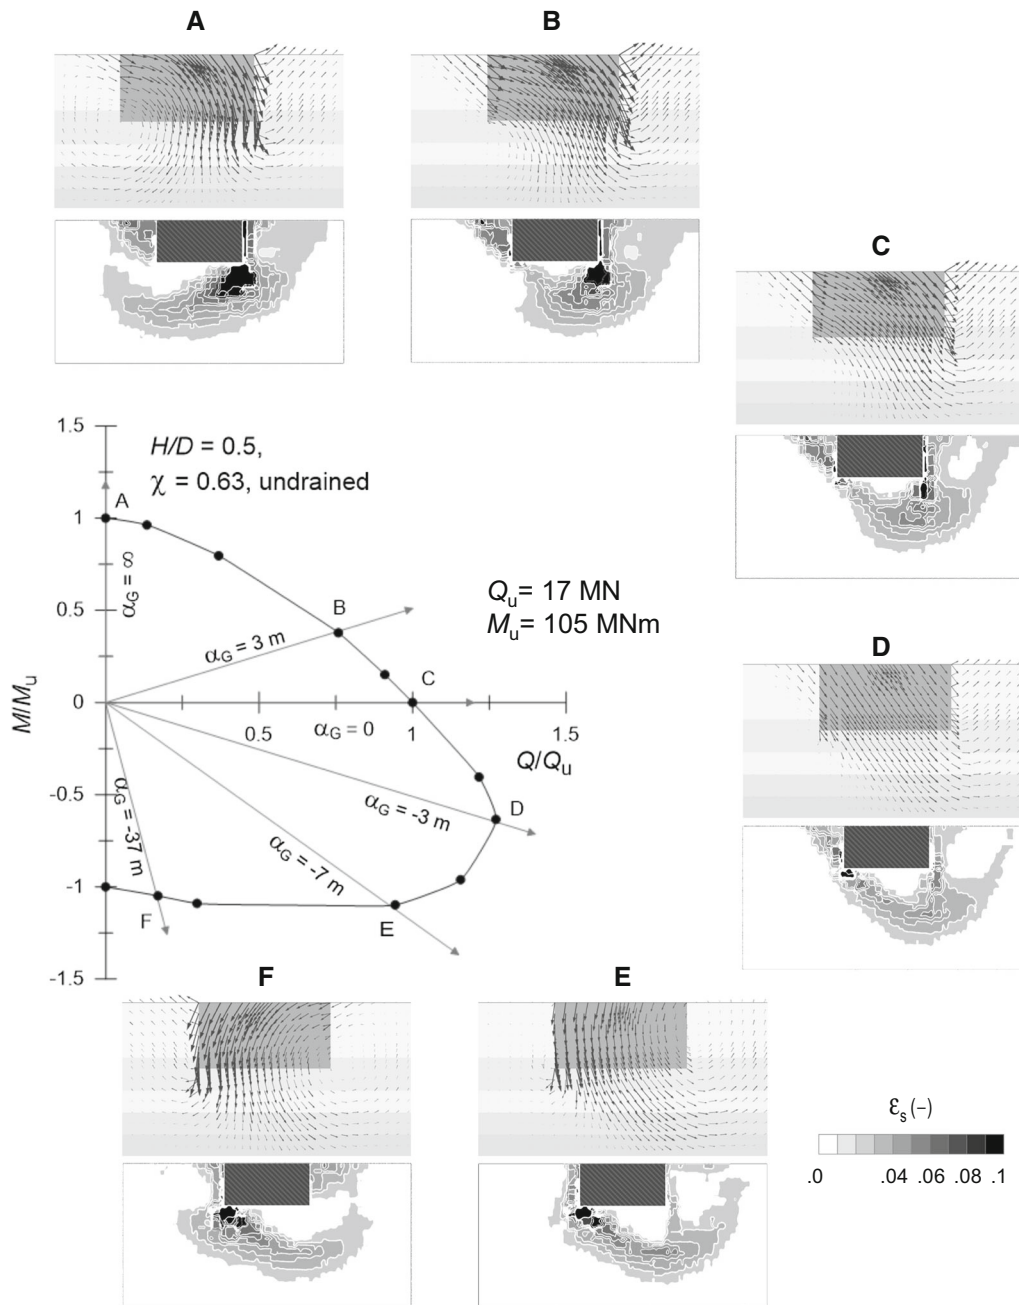 A
B
C
1.5
H/D = 0.5,
χ = 0.63, undrained
A
1
α_G = ∞
Q_u = 17 MN
M_u = 105 MNm
0.5
B
α_G = 3 m
D
C
M/M_u
0
0.5
α_G = 0
1
1.5
Q/Q_u
-0.5
α_G = -3 m
D
α_G = -37 m
α_G = -7 m
-1
F
E
-1.5
F
E
ε_s (–)
.0 .04 .06 .08 .1